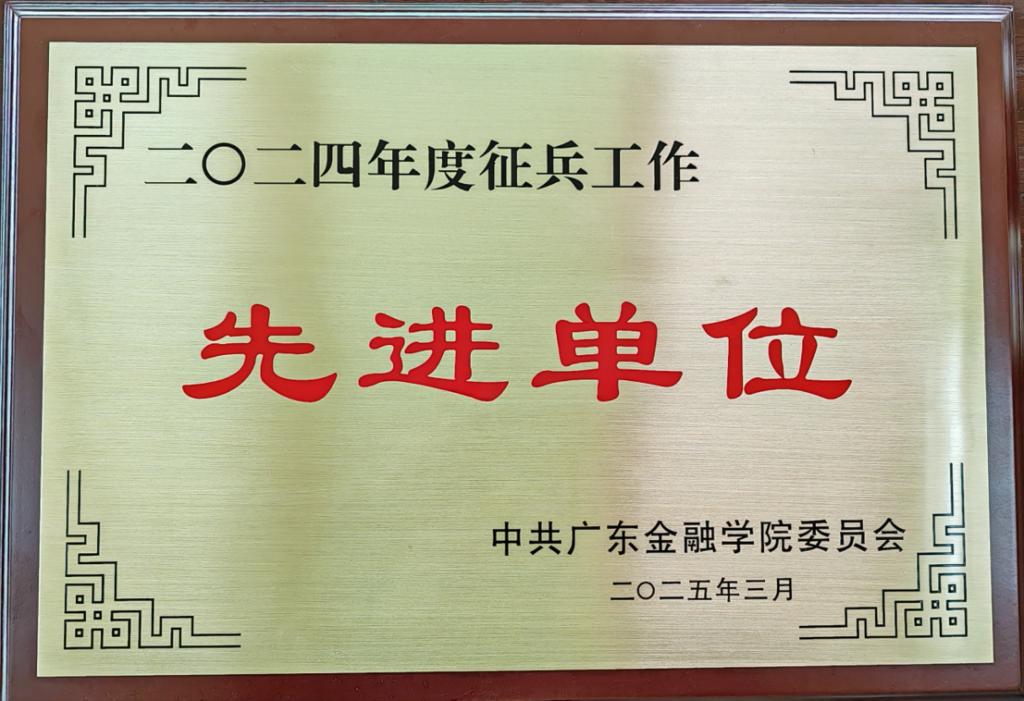 二〇二四年度征兵工作
先进单位
中共广东金融学院委员会
二〇二五年三月